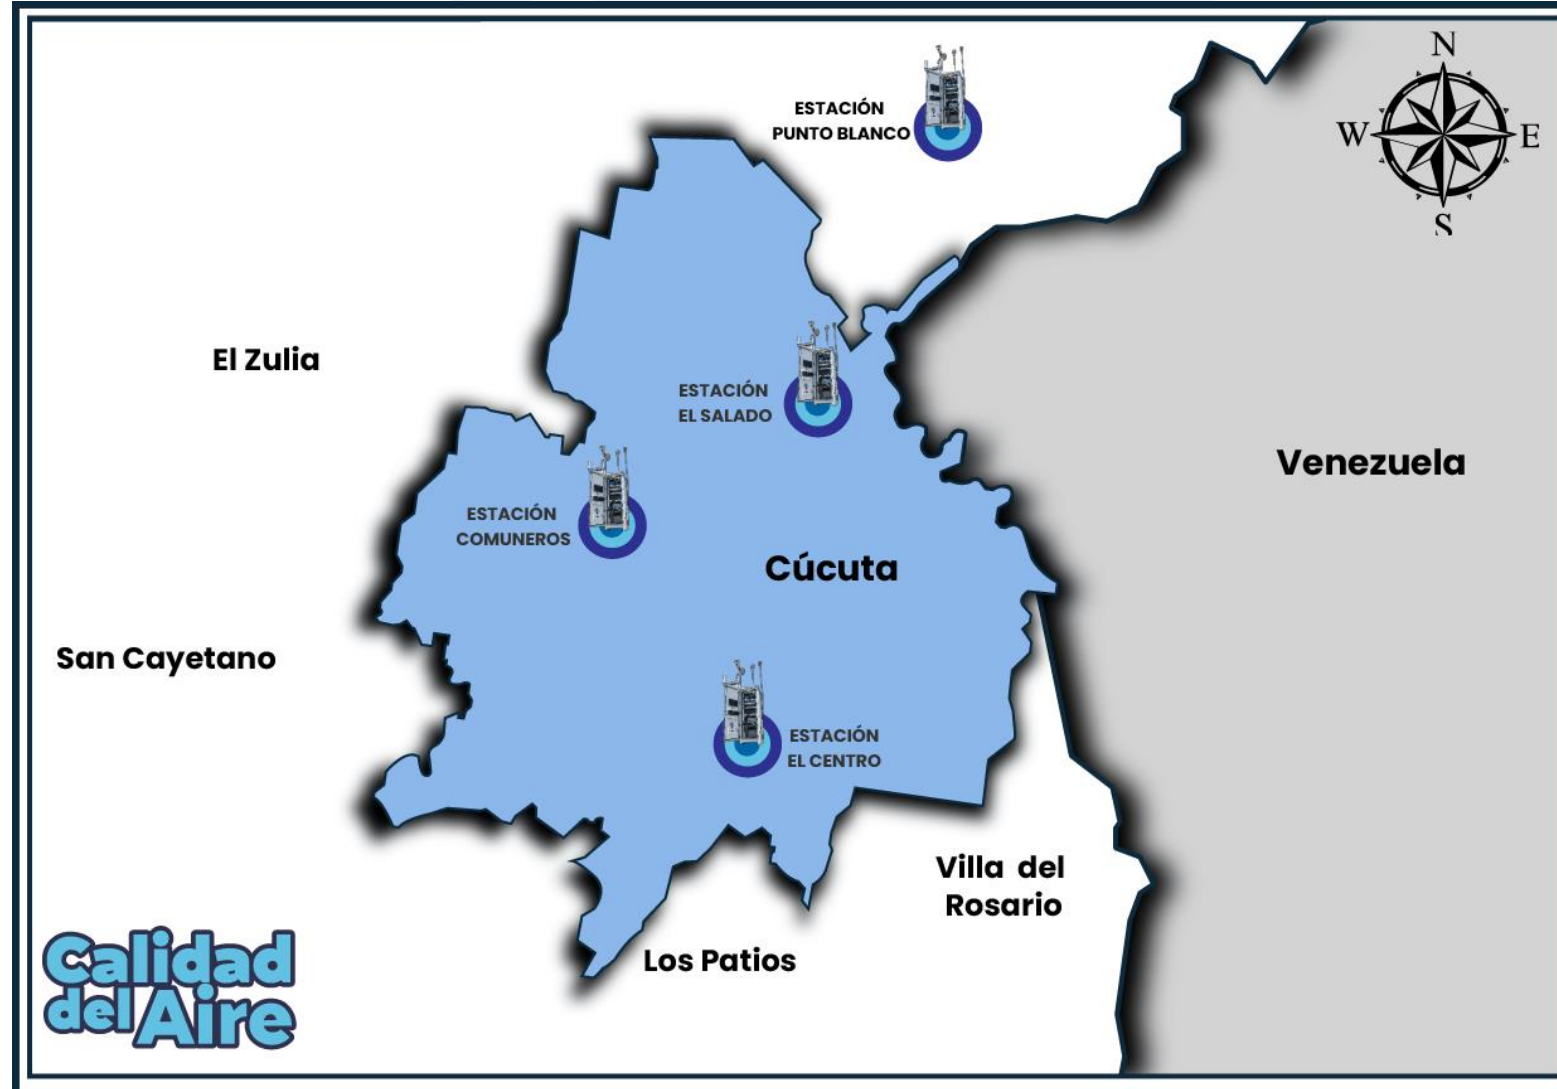 N
W
E
S
ESTACIÓN
PUNTO BLANCO
El Zulia
ESTACIÓN
EL SALADO
Venezuela
ESTACIÓN
COMUNEROS
Cúcuta
San Cayetano
ESTACIÓN
EL CENTRO
Villa del
Rosario
Los Patios
Calidad
del Aire